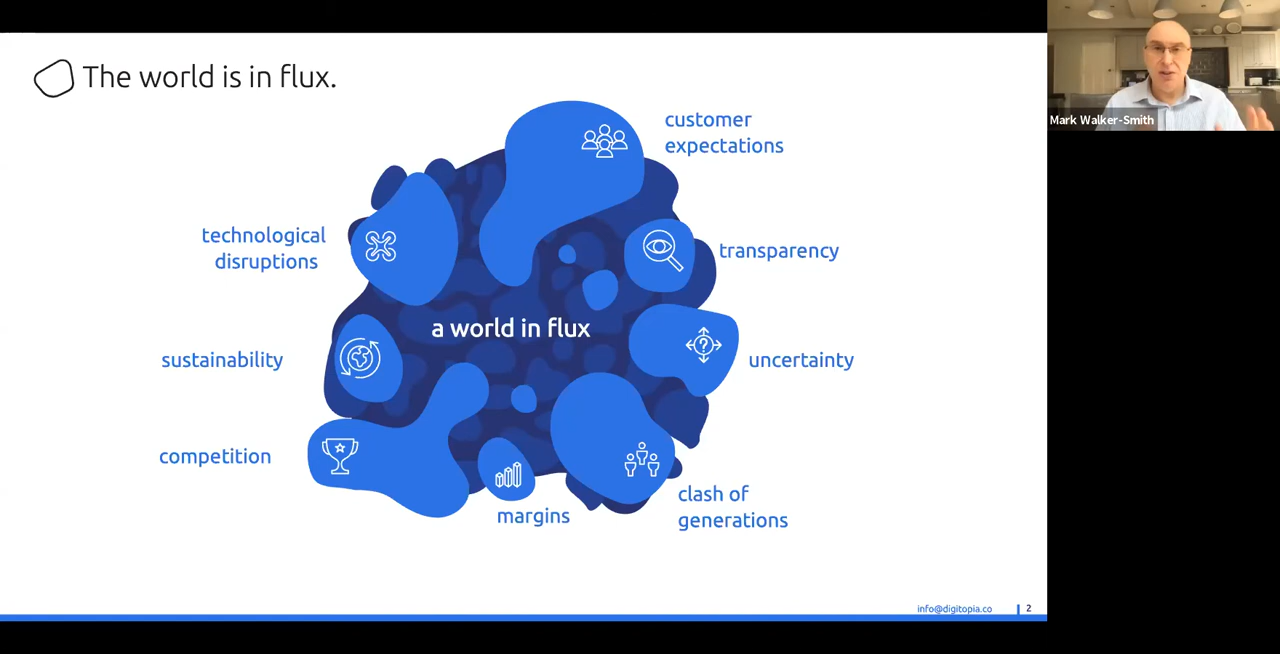 The world is in flux.
customer
expectations
technological
disruptions
transparency
a world in flux
sustainability
uncertainty
competition
clash of
generations
margins
info@digitopia.co
2
Mark Walker-Smith